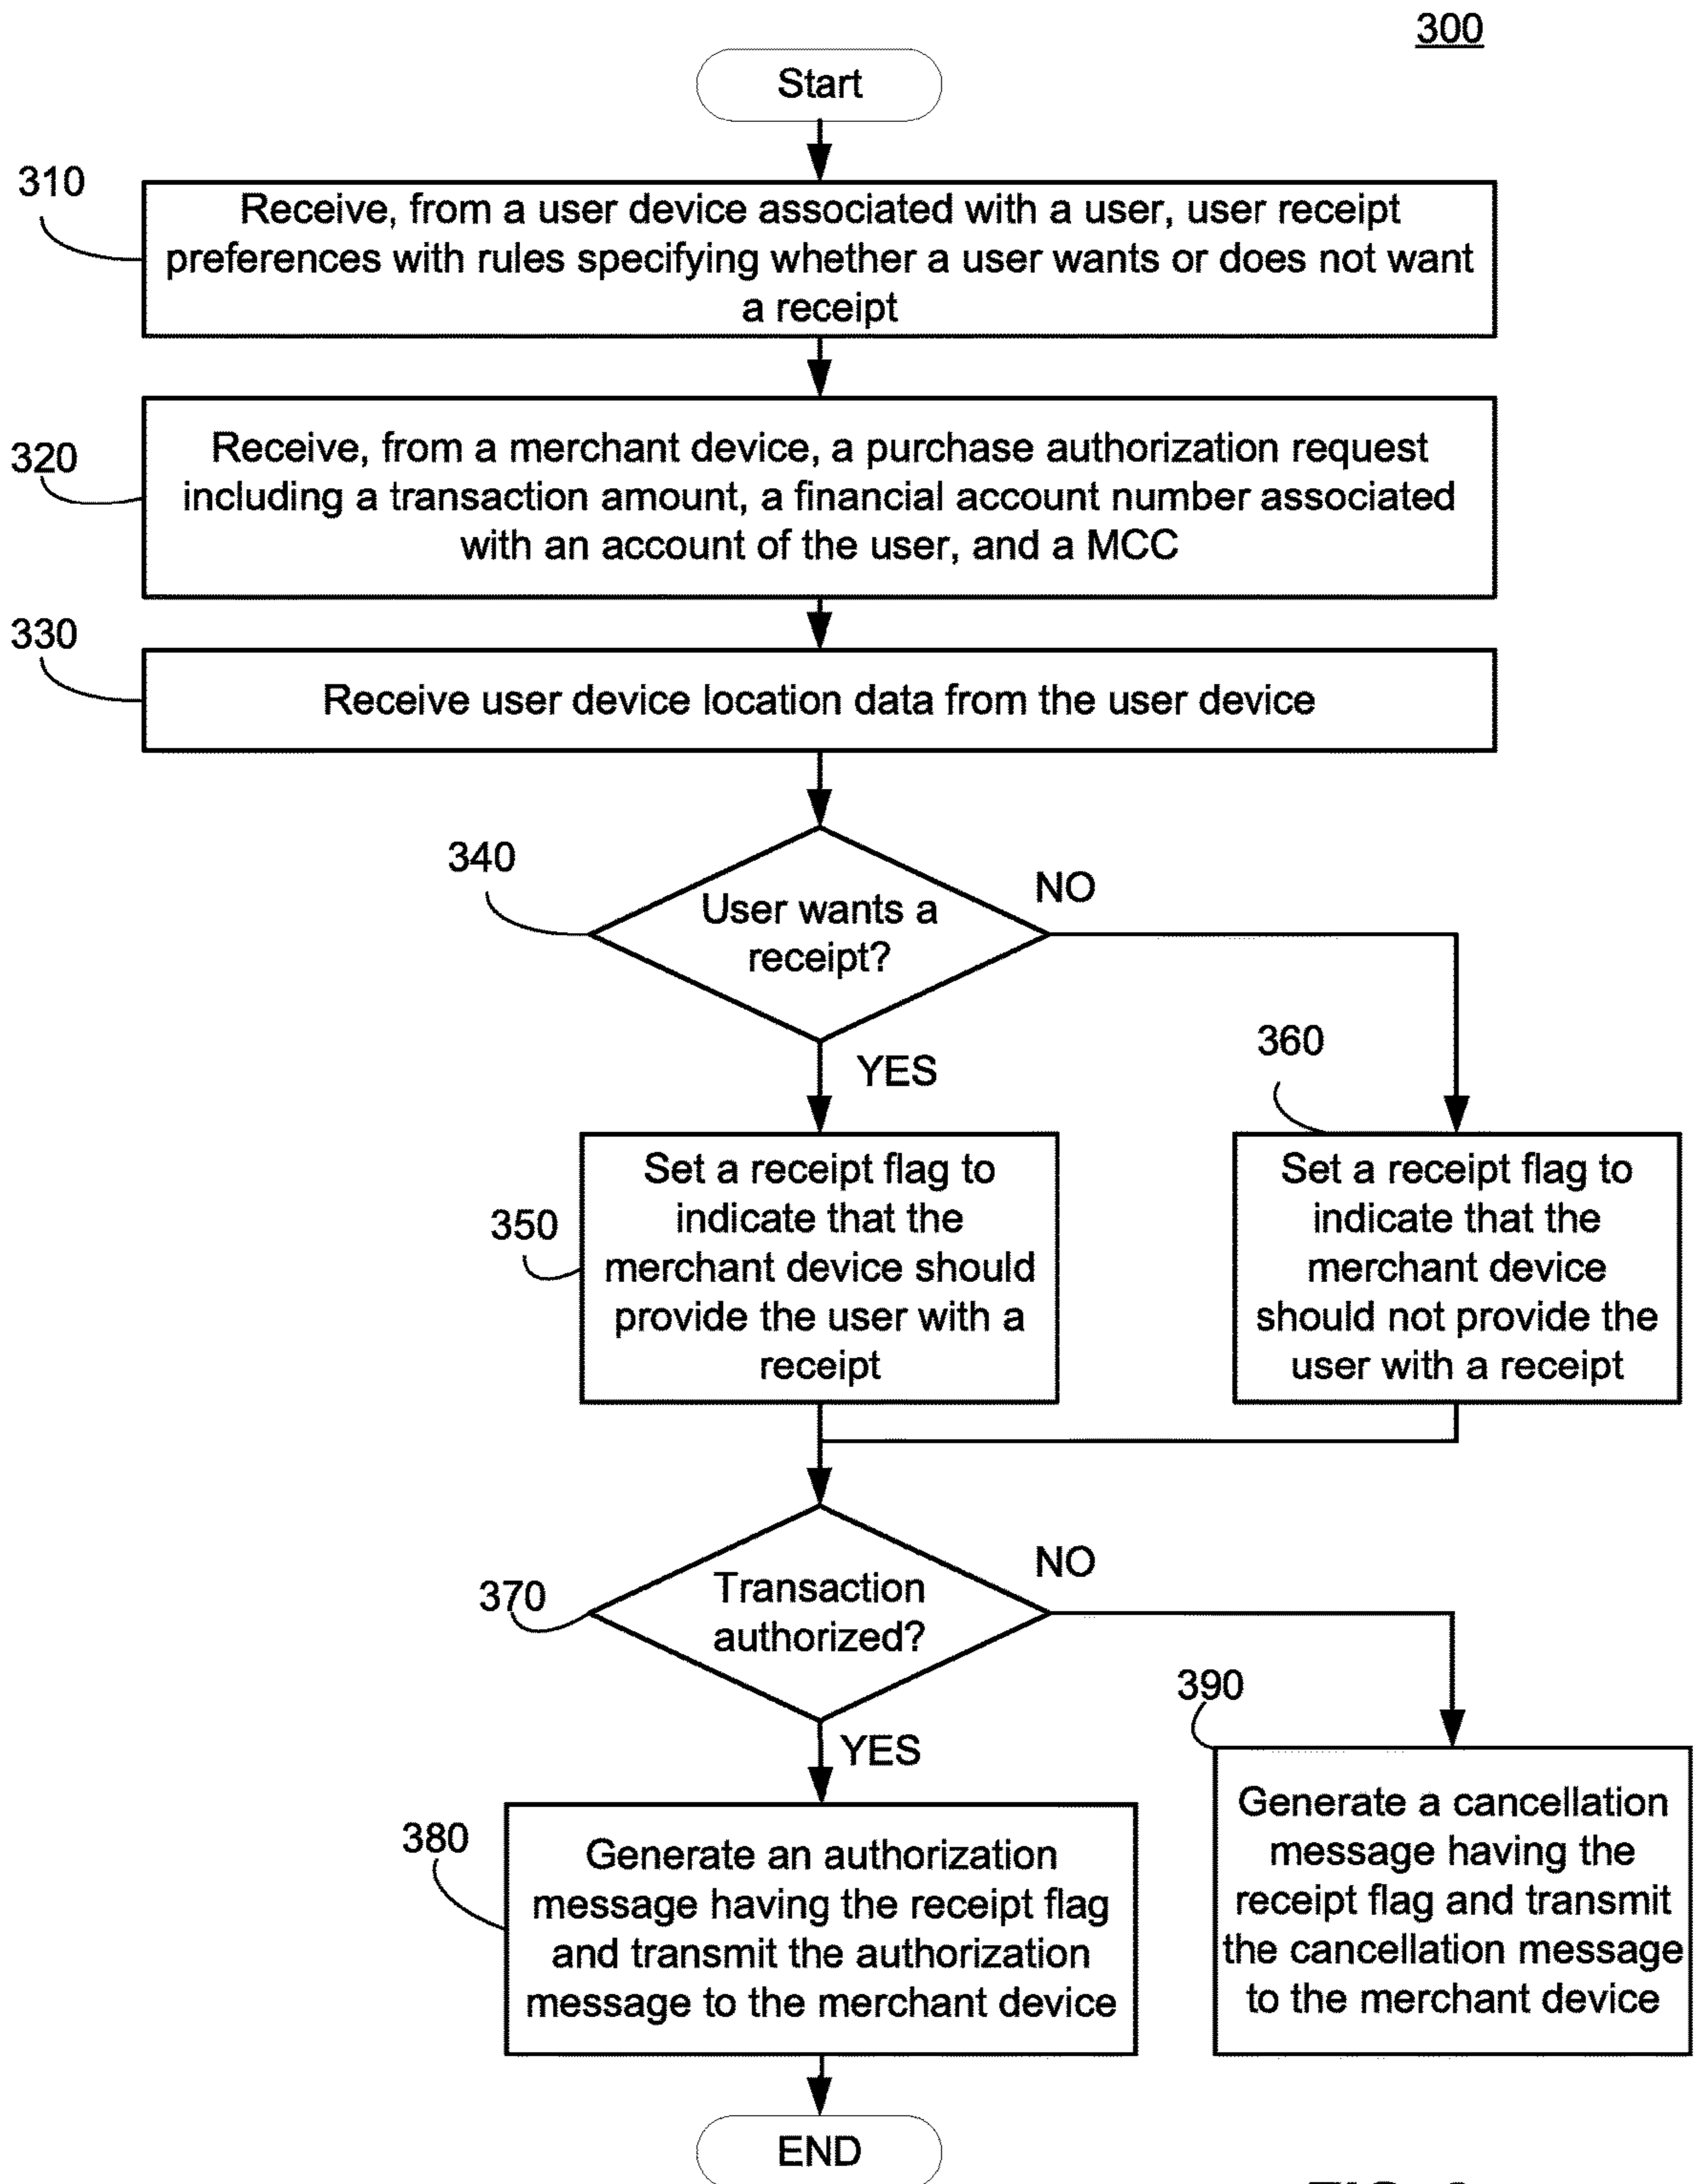 300
Start
310
Receive, from a user device associated with a user, user receipt
preferences with rules specifying whether a user wants or does not want
a receipt
320
Receive, from a merchant device, a purchase authorization request
including a transaction amount, a financial account number associated
with an account of the user, and a MCC
330
Receive user device location data from the user device
340
User wants a
receipt?
NO
YES
360
350
Set a receipt flag to
indicate that the
merchant device should
provide the user with a
receipt
Set a receipt flag to
indicate that the
merchant device
should not provide the
user with a receipt
370
Transaction
authorized?
NO
YES
390
380
Generate an authorization
message having the receipt flag
and transmit the authorization
message to the merchant device
Generate a cancellation
message having the
receipt flag and transmit
the cancellation message
to the merchant device
END